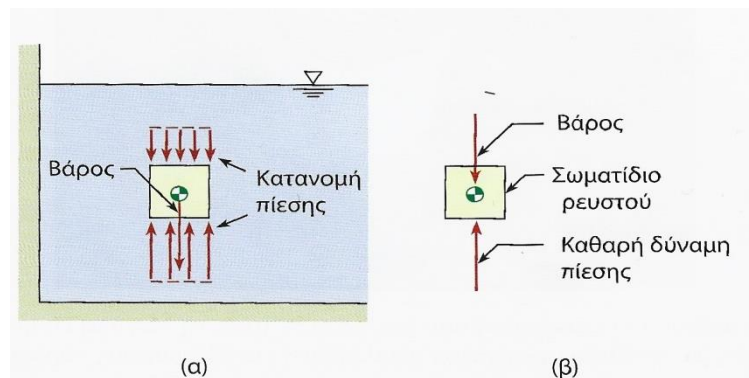 Βάρος
Κατανομή
πίεσης
(α)
Βάρος
Σωματίδιο
ρευστού
Καθαρή δύναμη
πίεσης
(β)